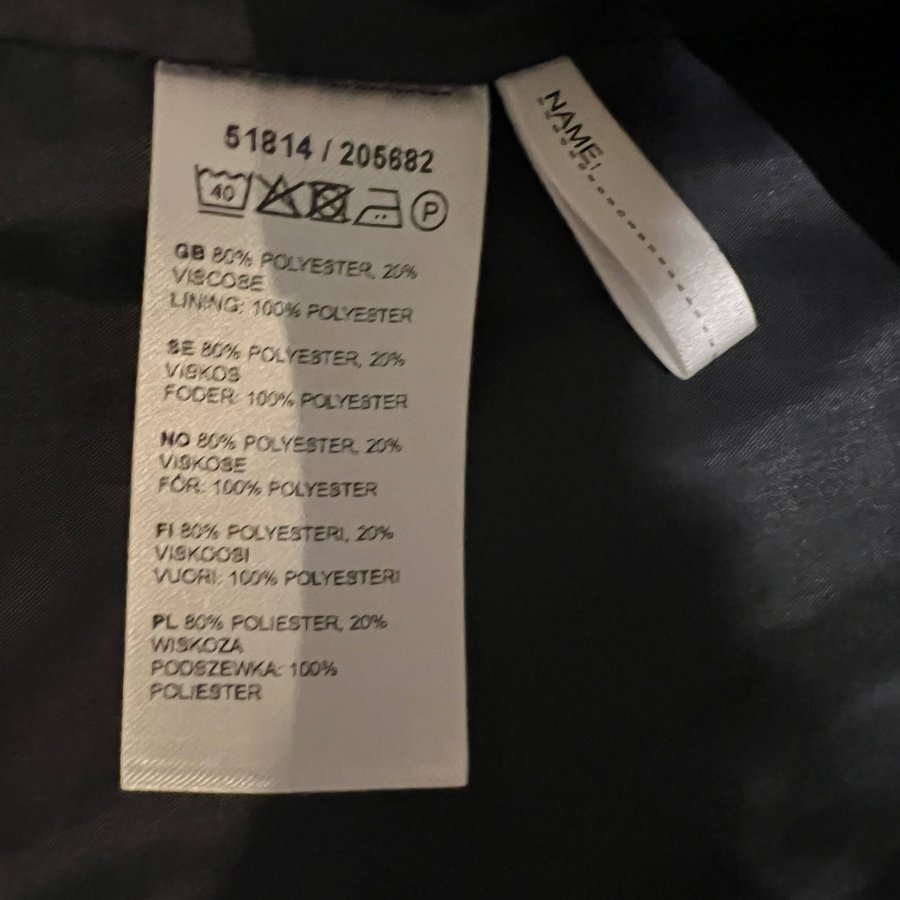 51814 / 205682
40 P
GB 80% POLYESTER, 20%
VISCOSE
LINING: 100% POLYESTER
SE 80% POLYESTER, 20%
VISKOS
FODER: 100% POLYESTER
NO 80% POLYESTER, 20%
VISKOSE
FÔR: 100% POLYESTER
FI 80% POLYESTERI, 20%
VISKOOSI
VUORI: 100% POLYESTERI
PL 80% POLIESTER, 20%
WISKOZA
PODSZEWKA: 100%
POLIESTER
NAME: